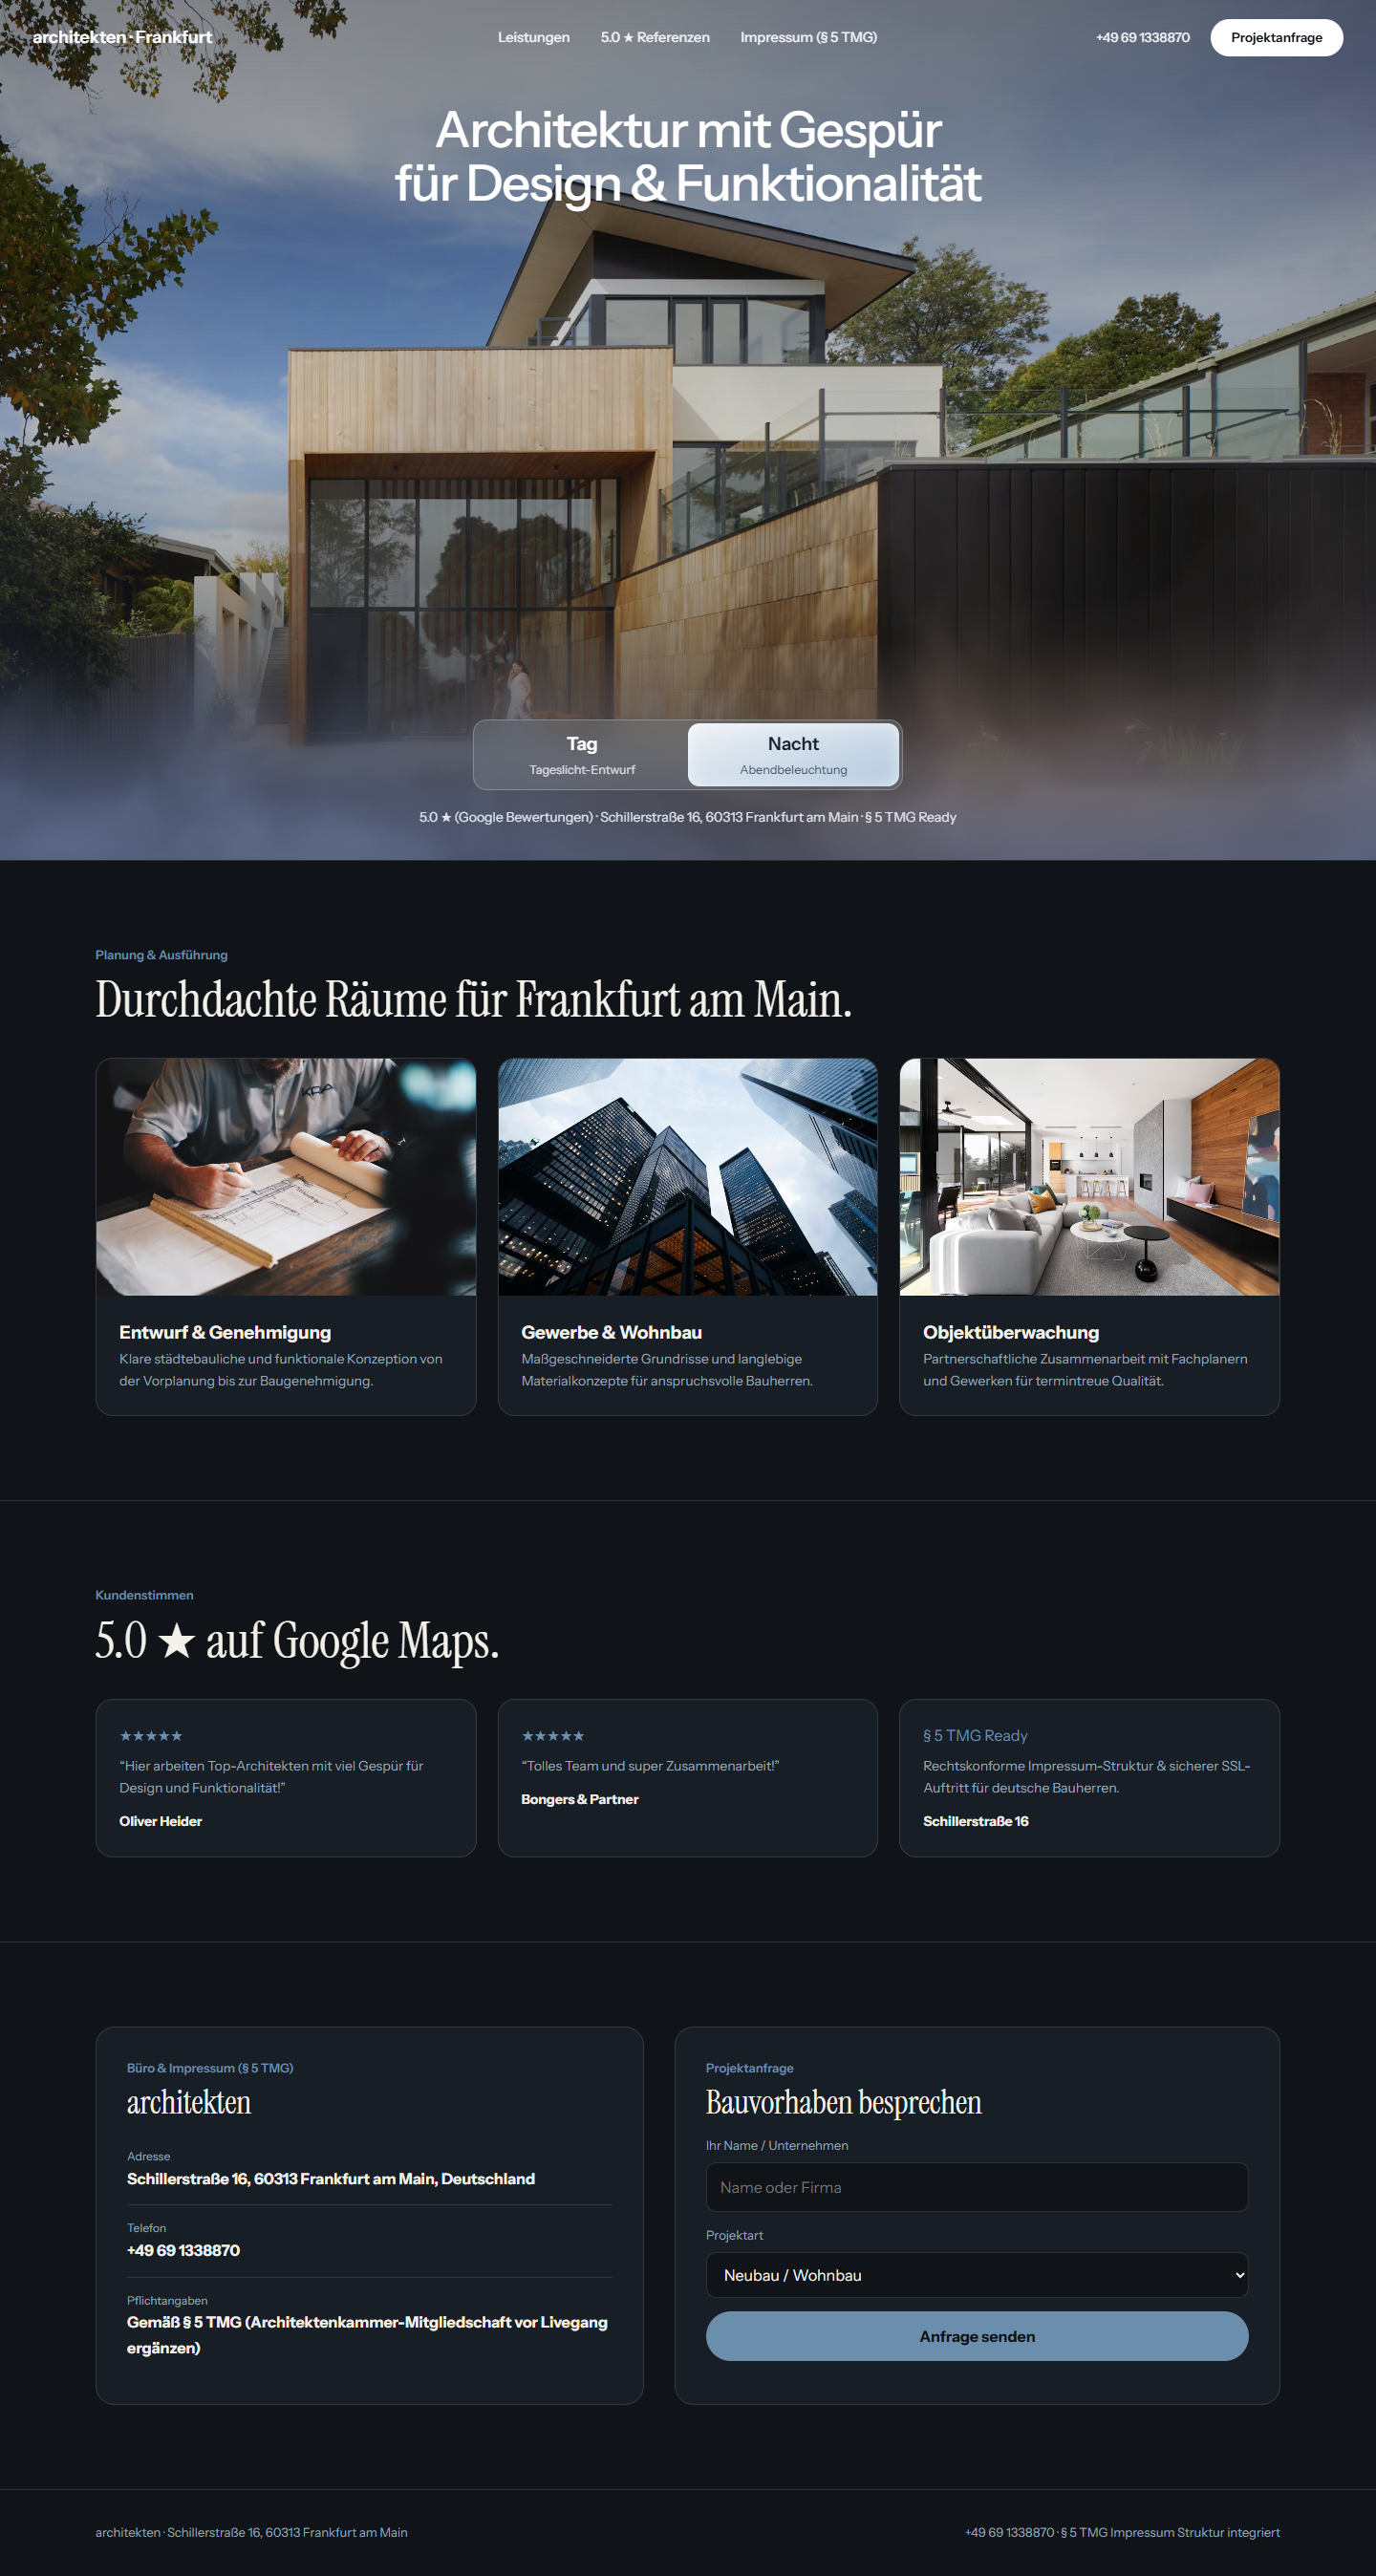 architekten · Frankfurt
Leistungen
5.0 ★ Referenzen
Impressum (§ 5 TMG)
+49 69 1338870
Projektanfrage
Architektur mit Gespür
für Design & Funktionalität
Tag
Tageslicht-Entwurf
Nacht
Abendbeleuchtung
5.0 ★ (Google Bewertungen) · Schillerstraße 16, 60313 Frankfurt am Main · § 5 TMG Ready
Planung & Ausführung
Durchdachte Räume für Frankfurt am Main.
KRA
Entwurf & Genehmigung
Klare städtebauliche und funktionale Konzeption von
der Vorplanung bis zur Baugenehmigung.
Gewerbe & Wohnbau
Maßgeschneiderte Grundrisse und langlebige
Materialkonzepte für anspruchsvolle Bauherren.
Objektüberwachung
Partnerschaftliche Zusammenarbeit mit Fachplanern
und Gewerken für termintreue Qualität.
Kundenstimmen
5.0 ★ auf Google Maps.
★★★★★
“Hier arbeiten Top-Architekten mit viel Gespür für
Design und Funktionalität!”
Oliver Heider
★★★★★
“Tolles Team und super Zusammenarbeit!”
Bongers & Partner
§ 5 TMG Ready
Rechtskonforme Impressum-Struktur & sicherer SSL-
Auftritt für deutsche Bauherren.
Schillerstraße 16
Büro & Impressum (§ 5 TMG)
architekten
Adresse
Schillerstraße 16, 60313 Frankfurt am Main, Deutschland
Telefon
+49 69 1338870
Pflichtangaben
Gemäß § 5 TMG (Architektenkammer-Mitgliedschaft vor Livegang
ergänzen)
Projektanfrage
Bauvorhaben besprechen
Ihr Name / Unternehmen
Name oder Firma
Projektart
Neubau / Wohnbau
Anfrage senden
architekten · Schillerstraße 16, 60313 Frankfurt am Main
+49 69 1338870 · § 5 TMG Impressum Struktur integriert